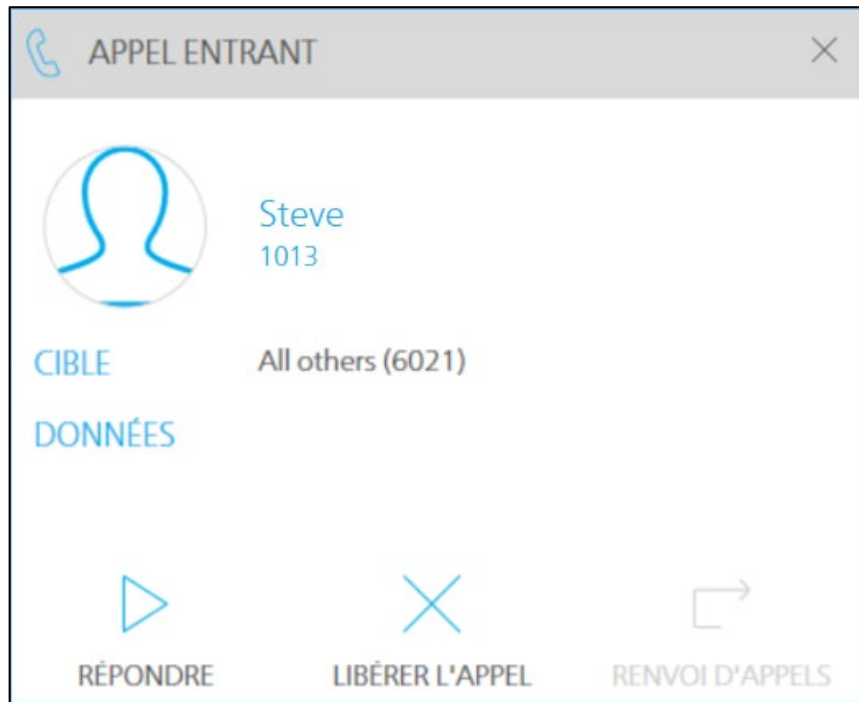 APPEL ENTRANT
Steve
1013
CIBLE All others (6021)
DONNÉES
RÉPONDRE LIBÉRER L'APPEL RENVOI D'APPELS